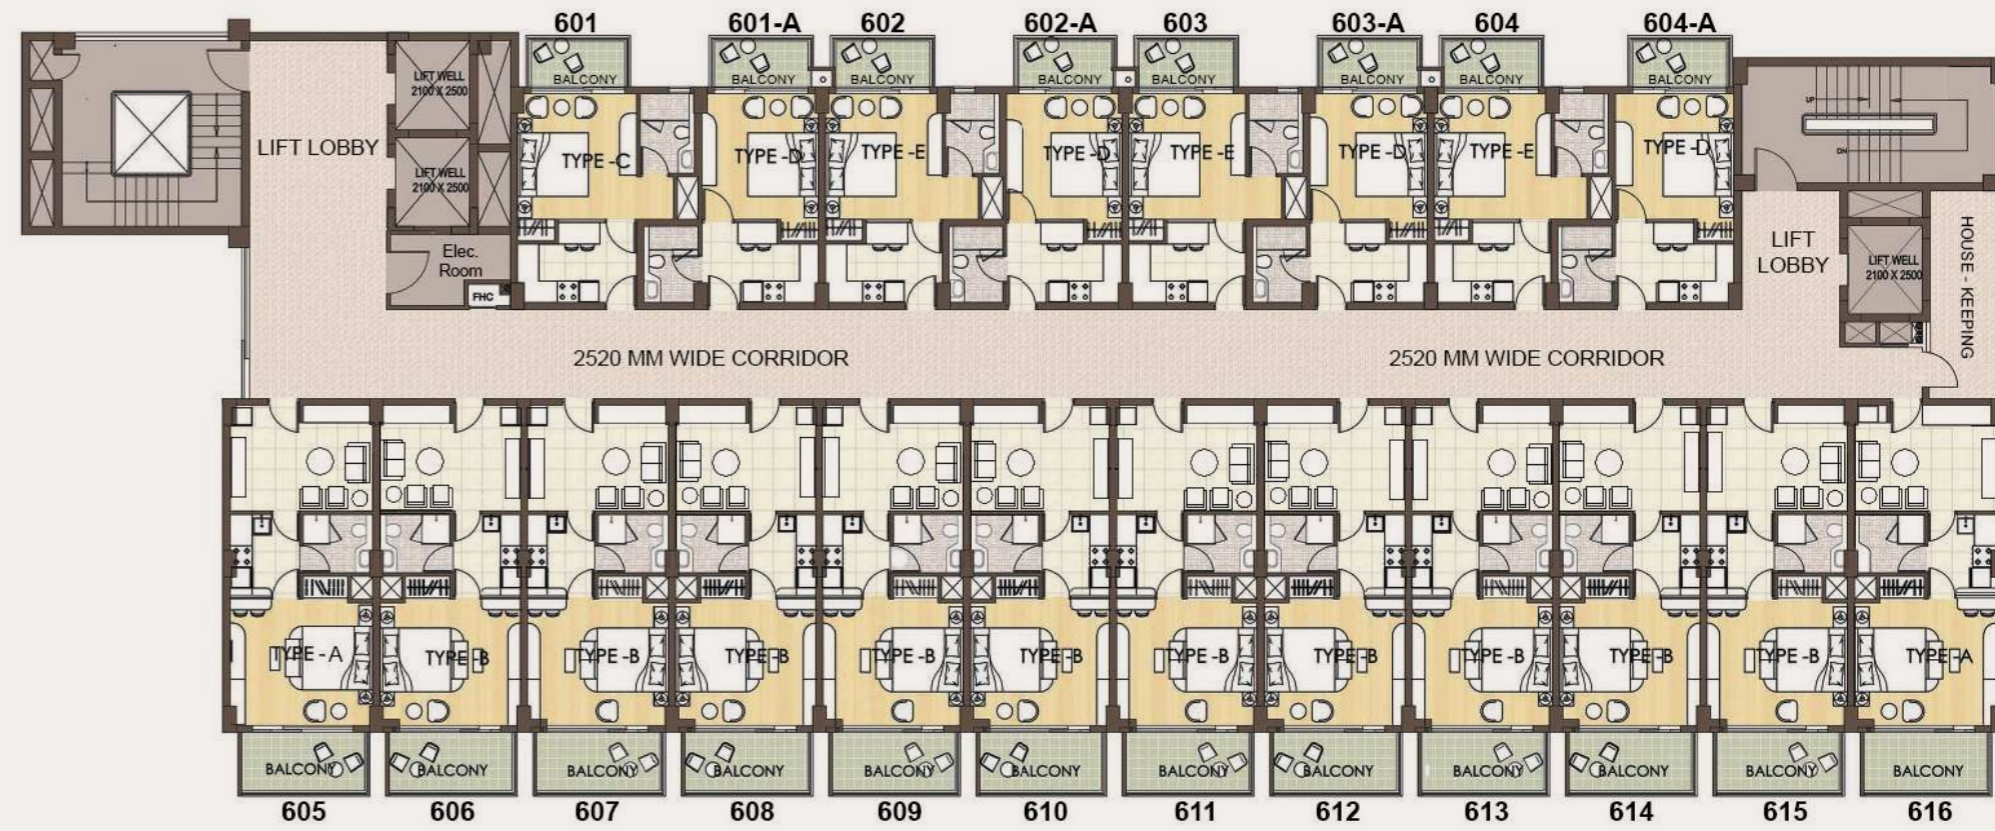 601 601-A 602 602-A 603 603-A 604 604-A
BALCONY BALCONY BALCONY BALCONY BALCONY BALCONY BALCONY BALCONY
LIFT WELL
2100 X 2500
LIFT LOBBY
LIFT WELL
2100 X 2500
TYPE -C TYPE -D TYPE -E TYPE -D TYPE -E TYPE -D TYPE -E TYPE -D
UP
DN
Elec.
Room
FHC
LIFT
LOBBY
LIFT WELL
2100 X 2500
HOUSE - KEEPING
2520 MM WIDE CORRIDOR 2520 MM WIDE CORRIDOR
TYPE -A TYPE -B TYPE -B TYPE -B TYPE -B TYPE -B TYPE -B TYPE -B TYPE -B TYPE -B TYPE -B TYPE -A
BALCONY BALCONY BALCONY BALCONY BALCONY BALCONY BALCONY BALCONY BALCONY BALCONY BALCONY BALCONY
605 606 607 608 609 610 611 612 613 614 615 616